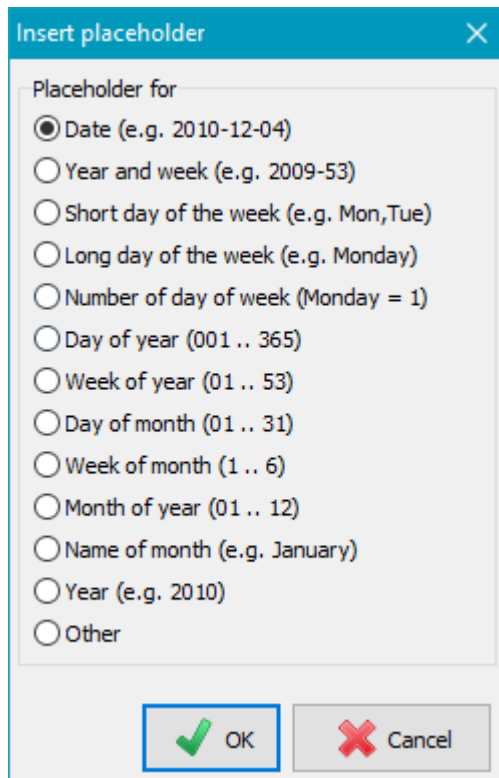 Insert placeholder
Placeholder for
Date (e.g. 2010-12-04)
Year and week (e.g. 2009-53)
Short day of the week (e.g. Mon,Tue)
Long day of the week (e.g. Monday)
Number of day of week (Monday = 1)
Day of year (001 .. 365)
Week of year (01 .. 53)
Day of month (01 .. 31)
Week of month (1 .. 6)
Month of year (01 .. 12)
Name of month (e.g. January)
Year (e.g. 2010)
Other
OK Cancel